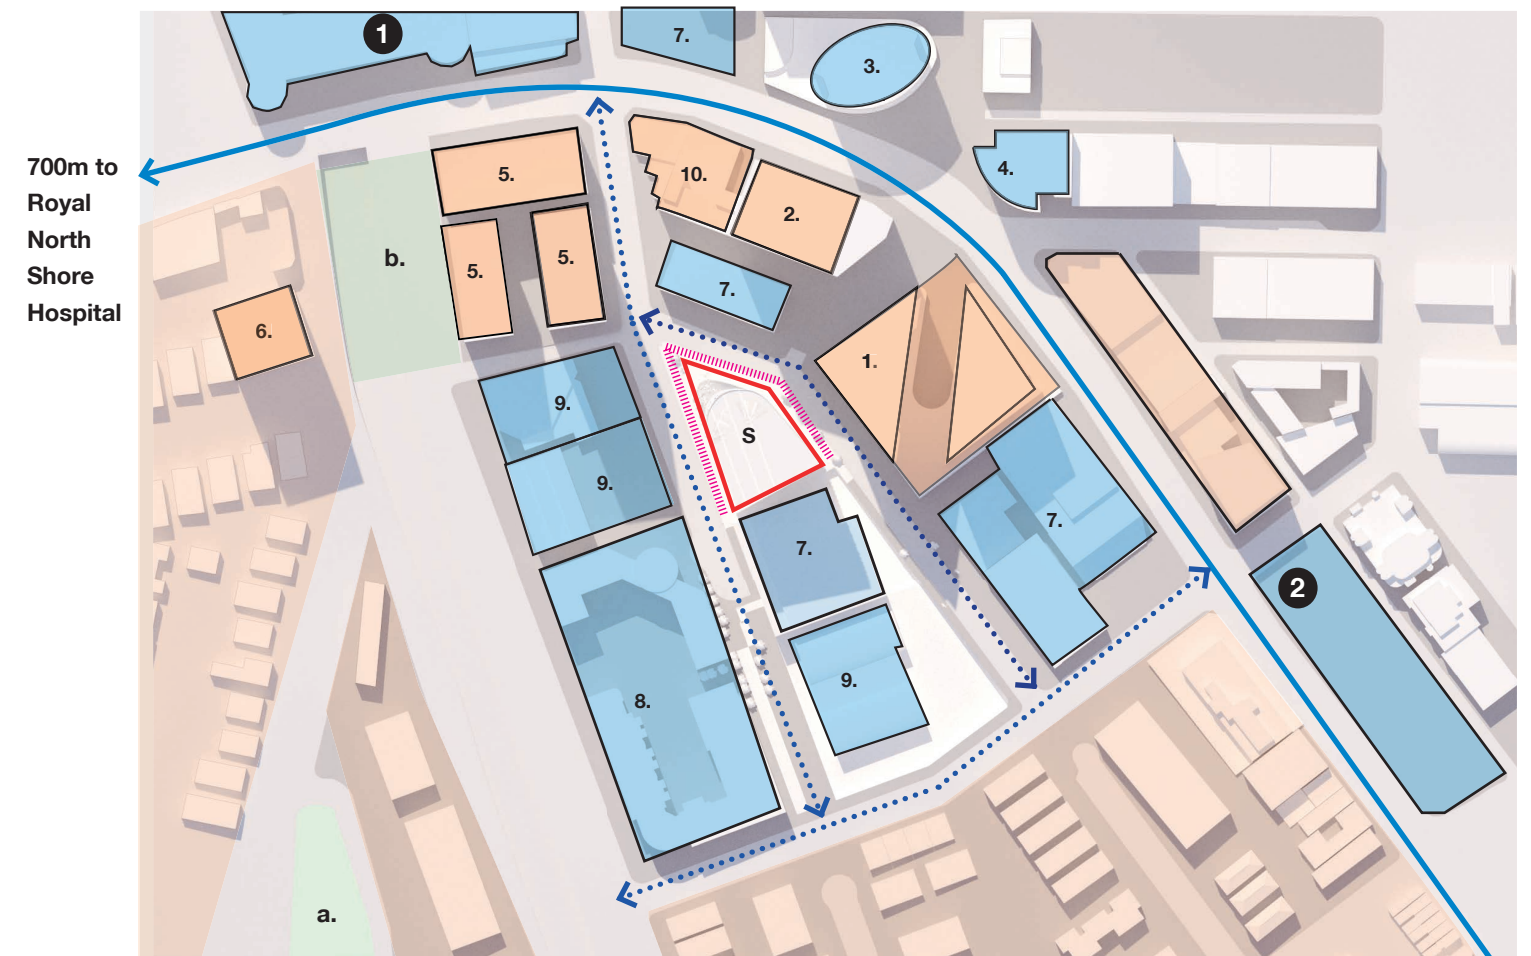 1
7.
3.
700m to
Royal
North
Shore
Hospital
5.
10.
4.
2.
b.
5.
5.
7.
6.
1.
9.
S
9.
7.
7.
2
9.
8.
a.